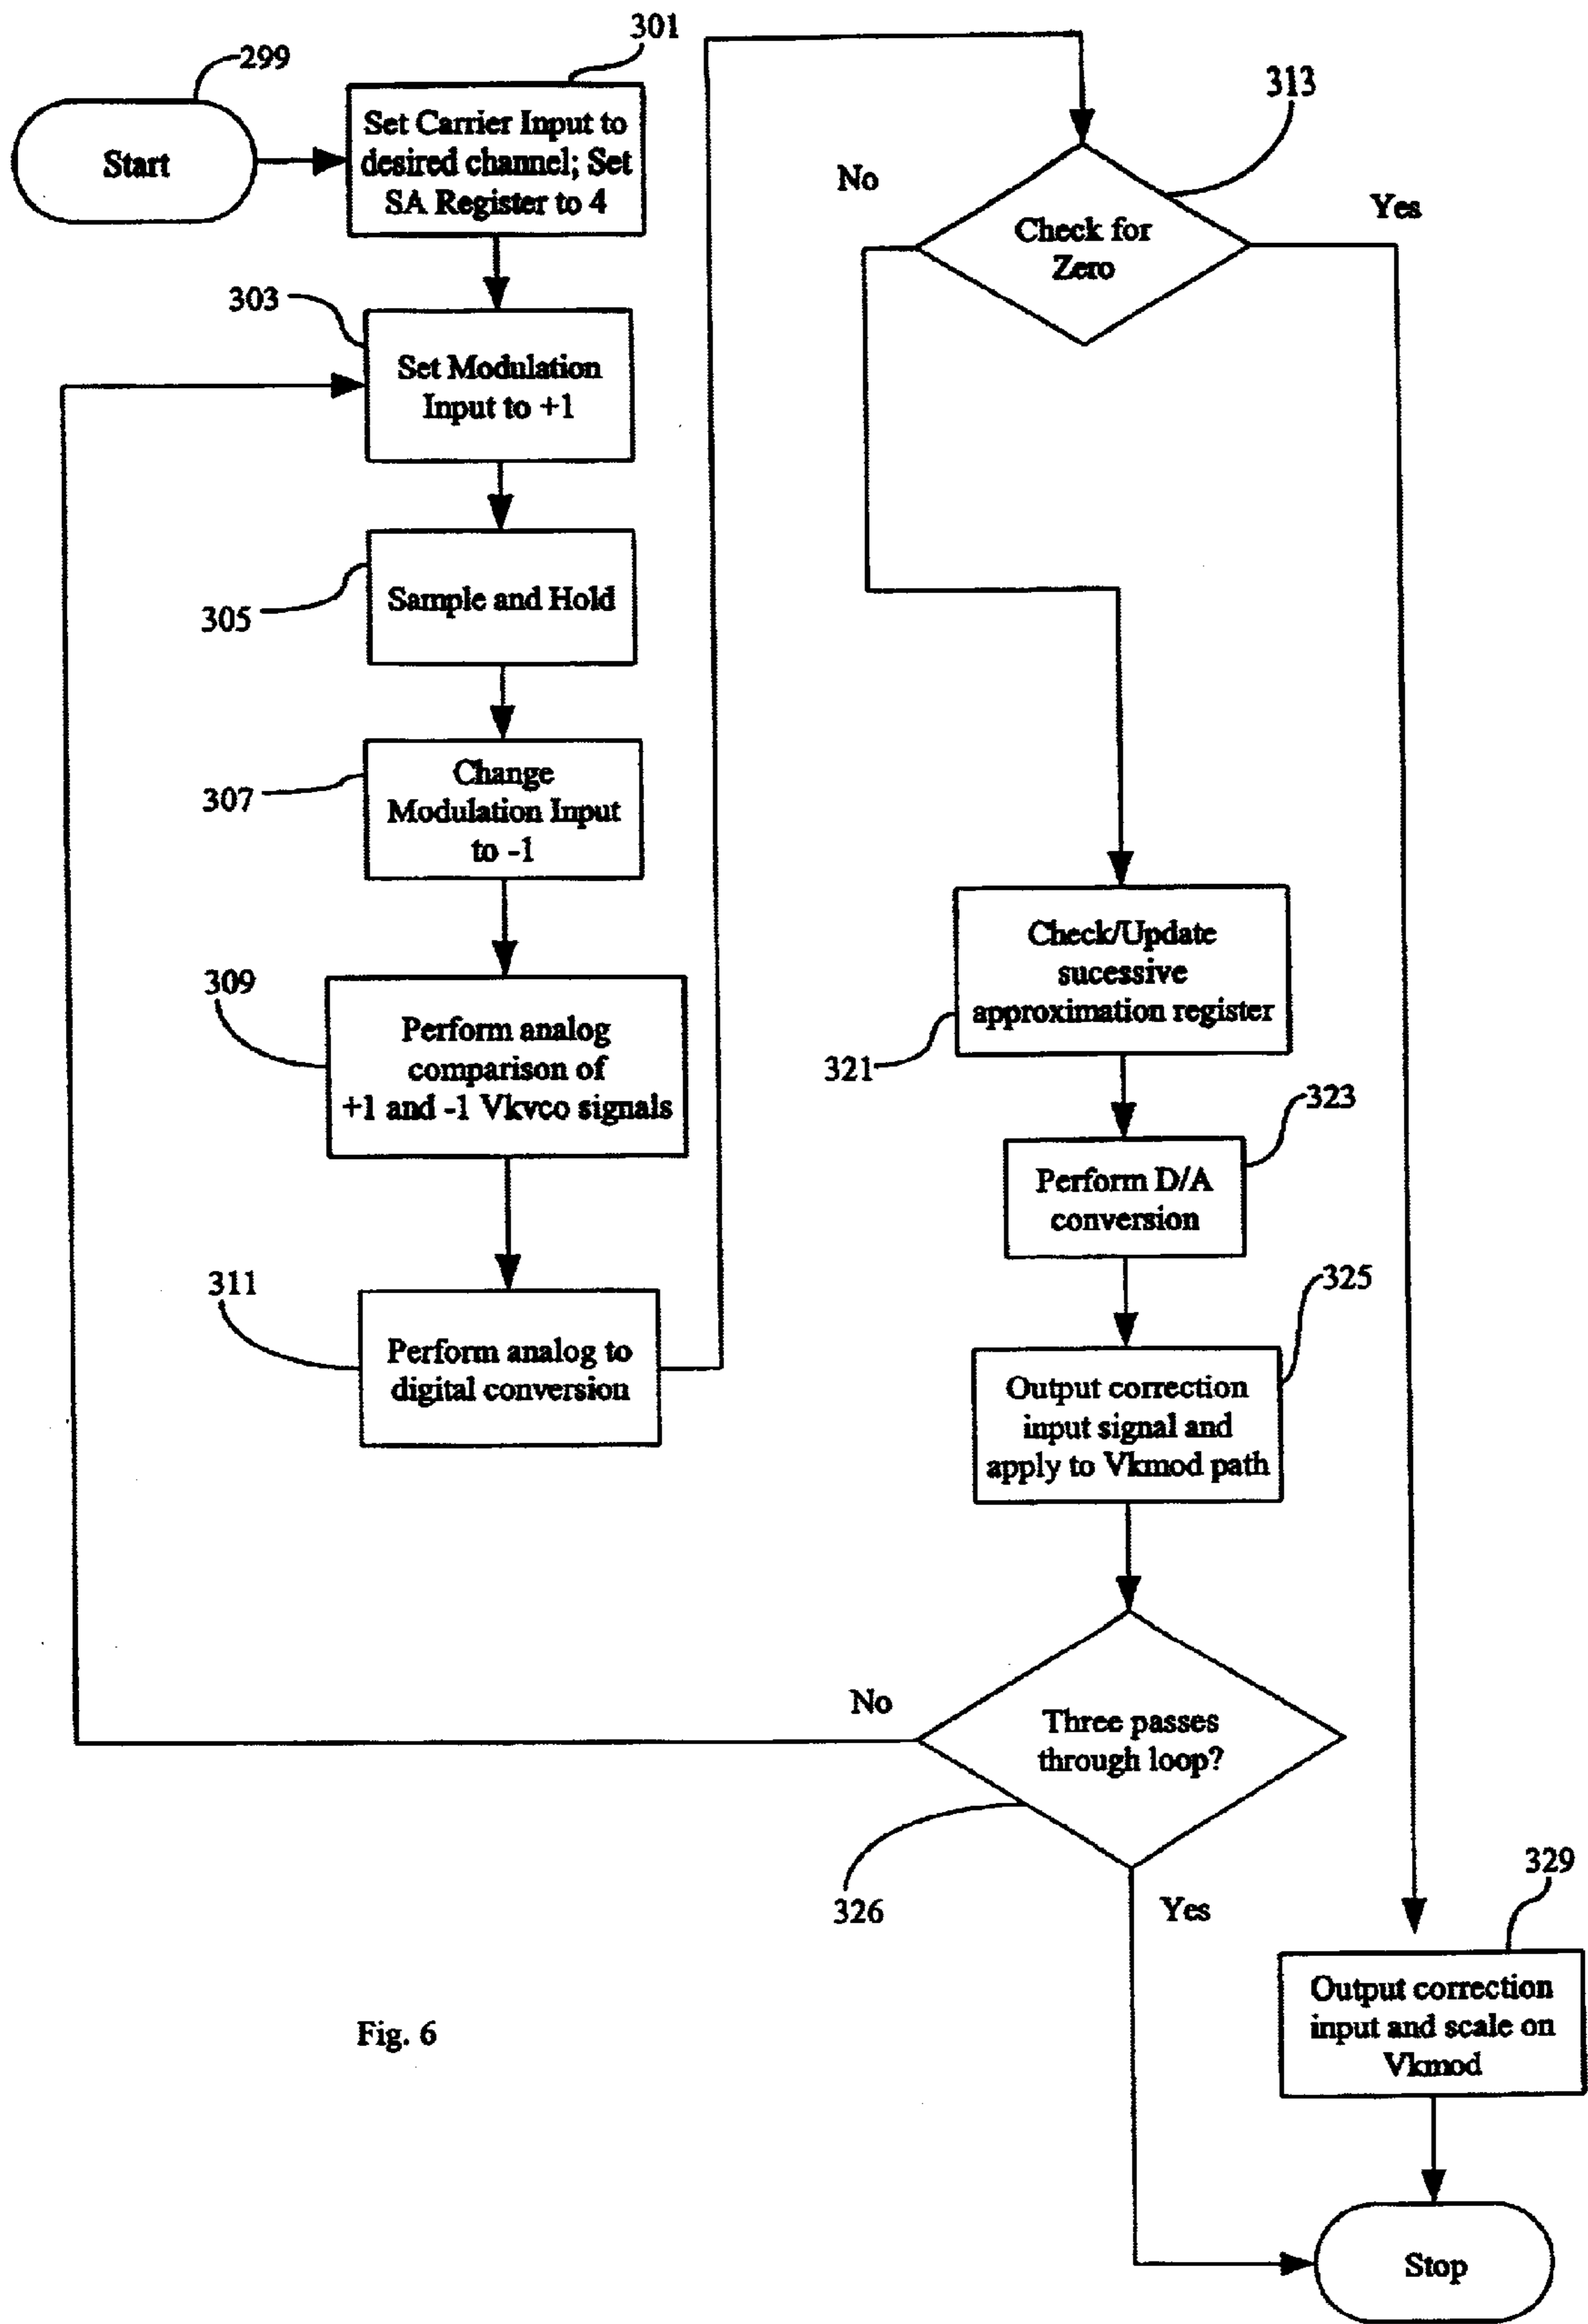 299
Start
301
Set Carrier Input to
desired channel; Set
SA Register to 4
303
Set Modulation
Input to +1
305
Sample and Hold
307
Change
Modulation Input
to -1
309
Perform analog
comparison of
+1 and -1 Vkvco signals
311
Perform analog to
digital conversion
313
Check for
Zero
No
Yes
321
Check/Update
sucessive
approximation register
323
Perform D/A
conversion
325
Output correction
input signal and
apply to Vkmod path
326
Three passes
through loop?
No
Yes
329
Output correction
input and scale on
Vkmod
Stop
Fig. 6